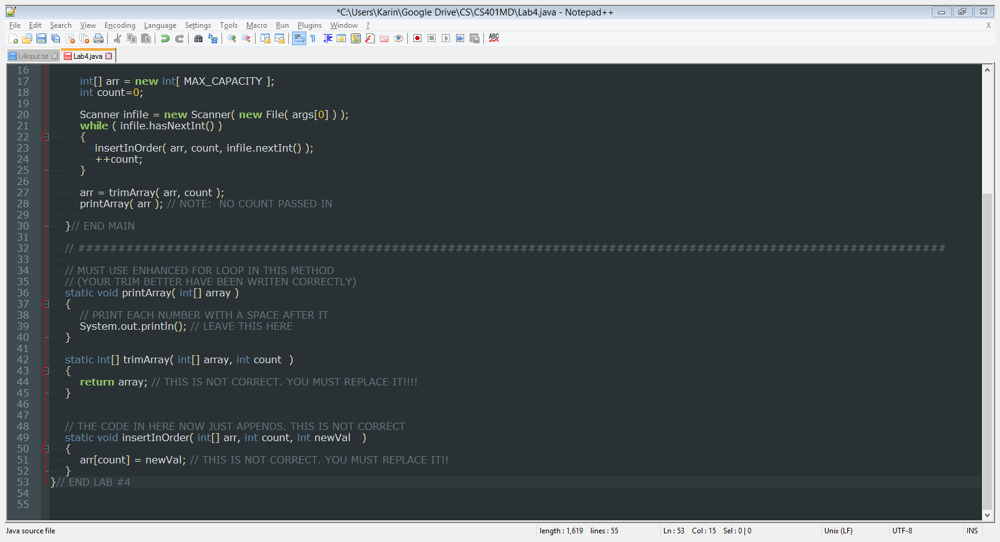 *C:\Users\Karin\Google Drive\CS\CS401MD\Lab4.java - Notepad++
File Edit Search View Encoding Language Settings Tools Macro Run Plugins Window ? X
ABC
L4input.txt Lab4.java
16
17 int[] arr = new int[ MAX_CAPACITY ];
18 int count=0;
19
20 Scanner infile = new Scanner( new File( args[0] ) );
21 while ( infile.hasNextInt() )
22 {
23 insertInOrder( arr, count, infile.nextInt() );
24 ++count;
25 }
26
27 arr = trimArray( arr, count );
28 printArray( arr ); // NOTE:  NO COUNT PASSED IN
29
30 }// END MAIN
31
32 // ############################################################################################################
33
34 // MUST USE ENHANCED FOR LOOP IN THIS METHOD
35 // (YOUR TRIM BETTER HAVE BEEN WRITEN CORRECTLY)
36 static void printArray( int[] array )
37 {
38 // PRINT EACH NUMBER WITH A SPACE AFTER IT
39 System.out.println(); // LEAVE THIS HERE
40 }
41
42 static int[] trimArray( int[] array, int count  )
43 {
44 return array; // THIS IS NOT CORRECT. YOU MUST REPLACE IT!!!!
45 }
46
47
48 // THE CODE IN HERE NOW JUST APPENDS. THIS IS NOT CORRECT
49 static void insertInOrder( int[] arr, int count, int newVal  )
50 {
51 arr[count] = newVal; // THIS IS NOT CORRECT. YOU MUST REPLACE IT!!
52 }
53 }// END LAB #4
54
55
Java source file length : 1,619 lines : 55 Ln : 53 Col : 15 Sel : 0 | 0 Unix (LF) UTF-8 INS